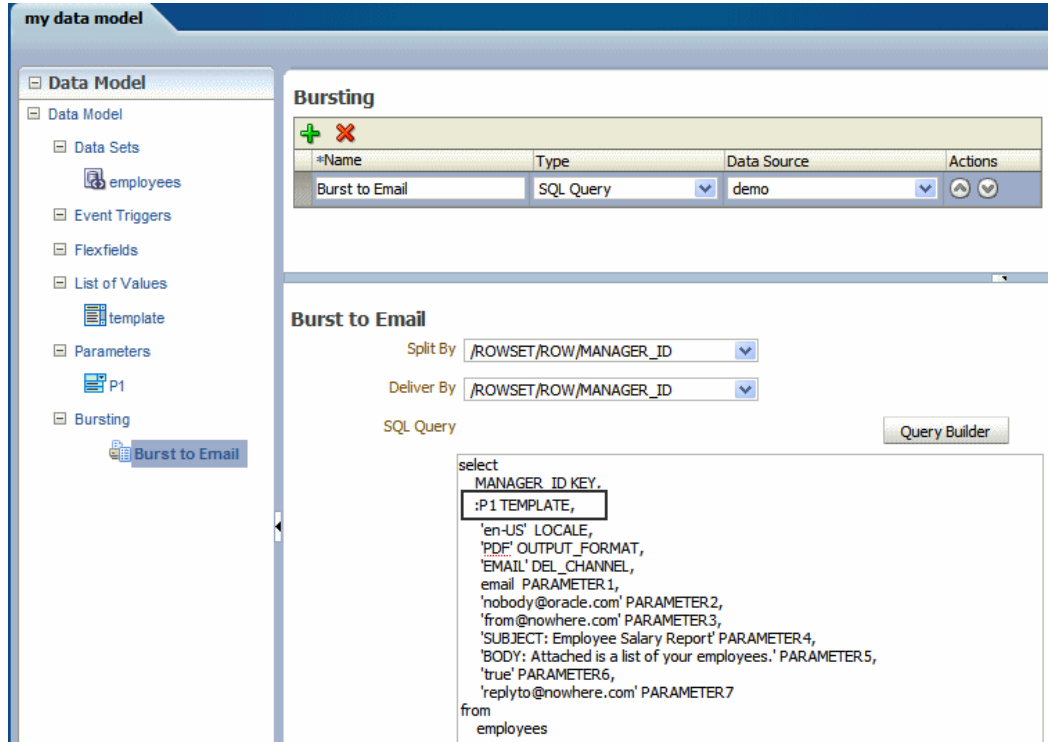 my data model
Data Model
Data Model
Data Sets
employees
Event Triggers
Flexfields
List of Values
template
Parameters
P1
Bursting
Burst to Email
Bursting
*Name Type Data Source Actions
Burst to Email SQL Query demo
Burst to Email
Split By /ROWSET/ROW/MANAGER_ID
Deliver By /ROWSET/ROW/MANAGER_ID
SQL Query Query Builder
select
MANAGER_ID KEY,
:P1 TEMPLATE,
'en-US' LOCALE,
'PDF' OUTPUT_FORMAT,
'EMAIL' DEL_CHANNEL,
email PARAMETER1,
'nobody@oracle.com' PARAMETER2,
'from@nowhere.com' PARAMETER3,
'SUBJECT: Employee Salary Report' PARAMETER4,
'BODY: Attached is a list of your employees.' PARAMETER5,
'true' PARAMETER6,
'replyto@nowhere.com' PARAMETER7
from
employees